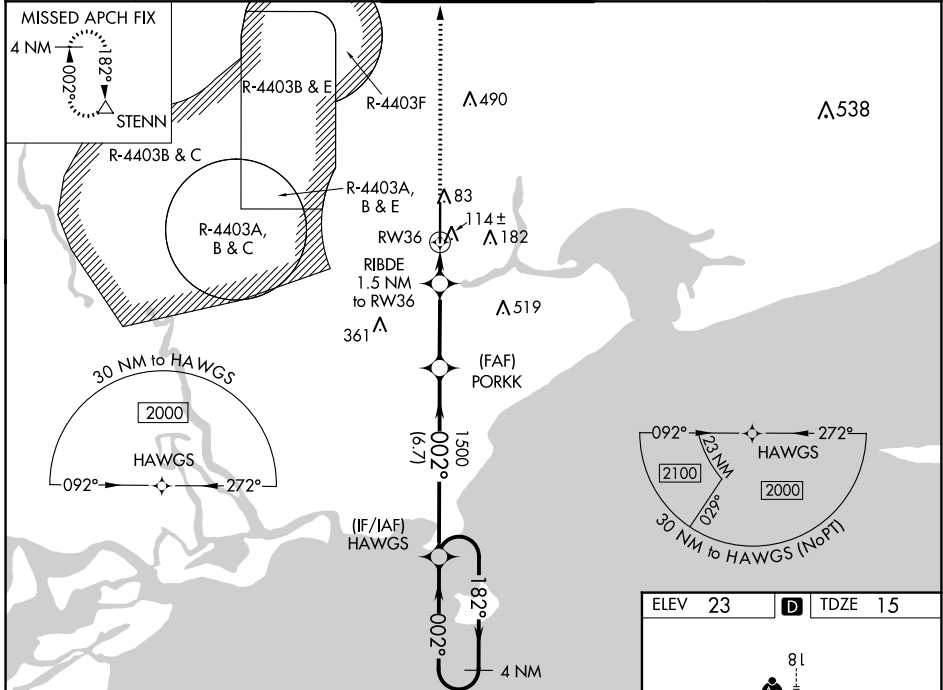 MISSED APCH FIX
4 NM
002°
182°
STENN
R-4403B & E
R-4403F
R-4403B & C
R-4403A,
B & E
R-4403A,
B & C
490
538
83
114 ±
182
RW36
RIBDE
1.5 NM
to RW36
519
361
(FAF)
PORKK
30 NM to HAWGS
2000
HAWGS
092°
272°
1500
002°
(6.7)
(IF/IAF)
HAWGS
182°
002°
4 NM
092°
272°
HAWGS
23 NM
2100
2000
029°
30 NM to HAWGS (NoPT)
ELEV 23
D
TDZE 15
18